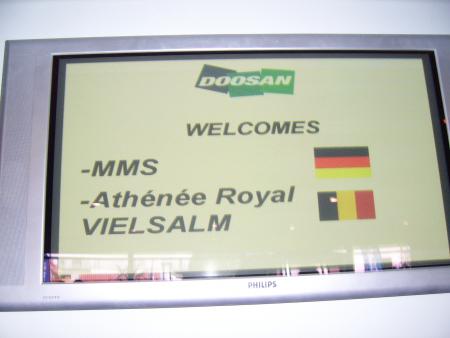 DOOSAN
WELCOMES
-MMS
-Athénée Royal
VIELSALM
PHILIPS